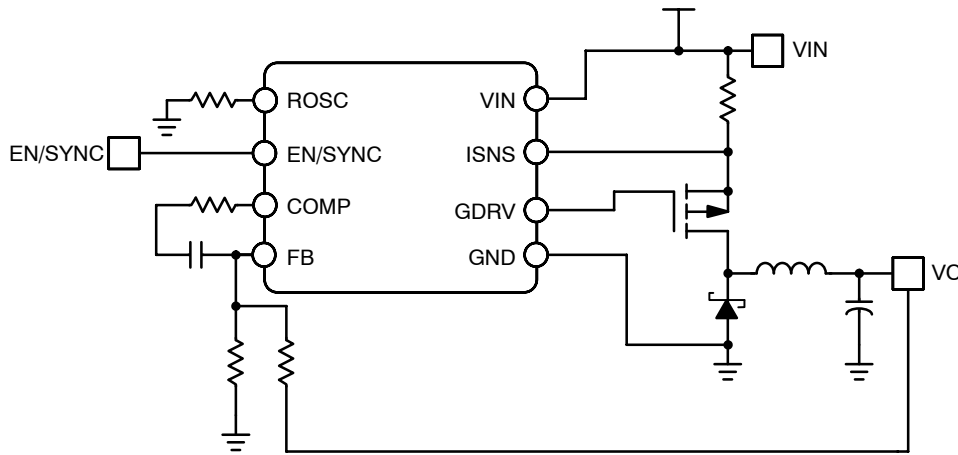 VIN
ROSC
VIN
EN/SYNC
EN/SYNC
ISNS
COMP
GDRV
FB
GND